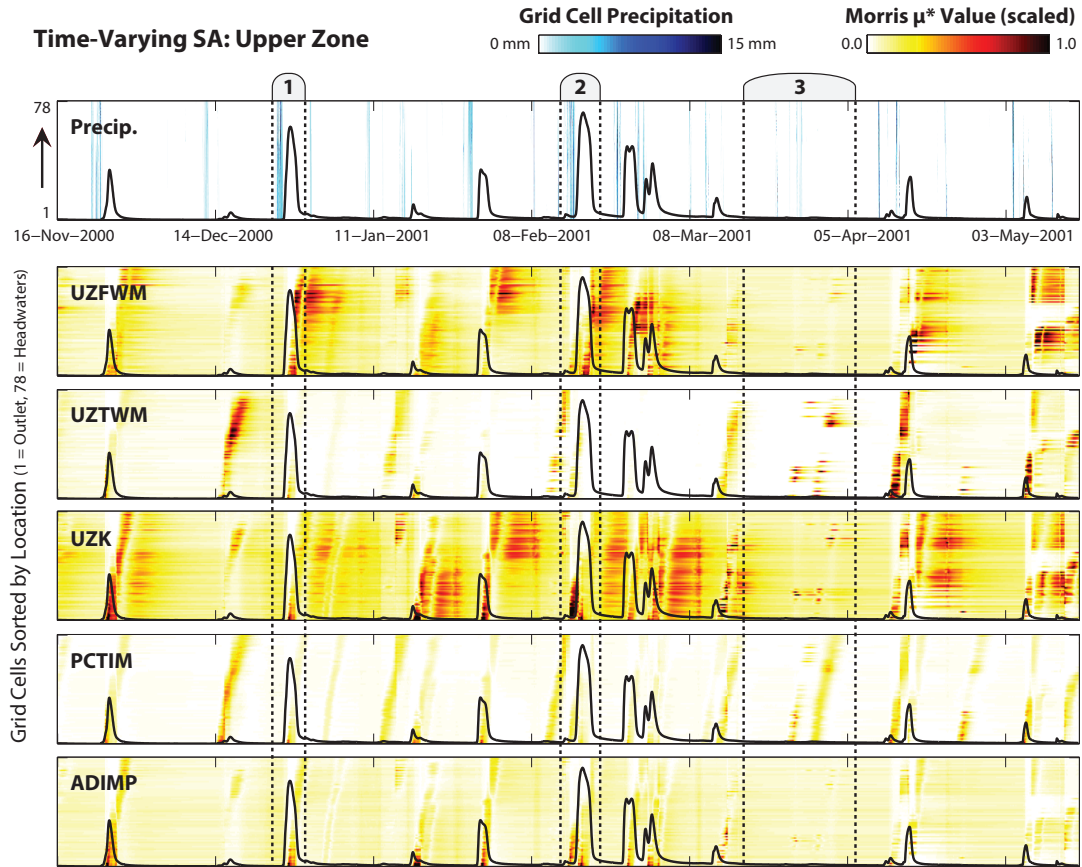 Time-Varying SA: Upper Zone
Grid Cell Precipitation
0 mm 15 mm
Morris μ* Value (scaled)
0.0 1.0
1 2 3
78
Precip.
1
16−Nov−2000 14−Dec−2000 11−Jan−2001 08−Feb−2001 08−Mar−2001 05−Apr−2001 03−May−2001
Grid Cells Sorted by Location (1 = Outlet, 78 = Headwaters)
UZFWM
UZTWM
UZK
PCTIM
ADIMP